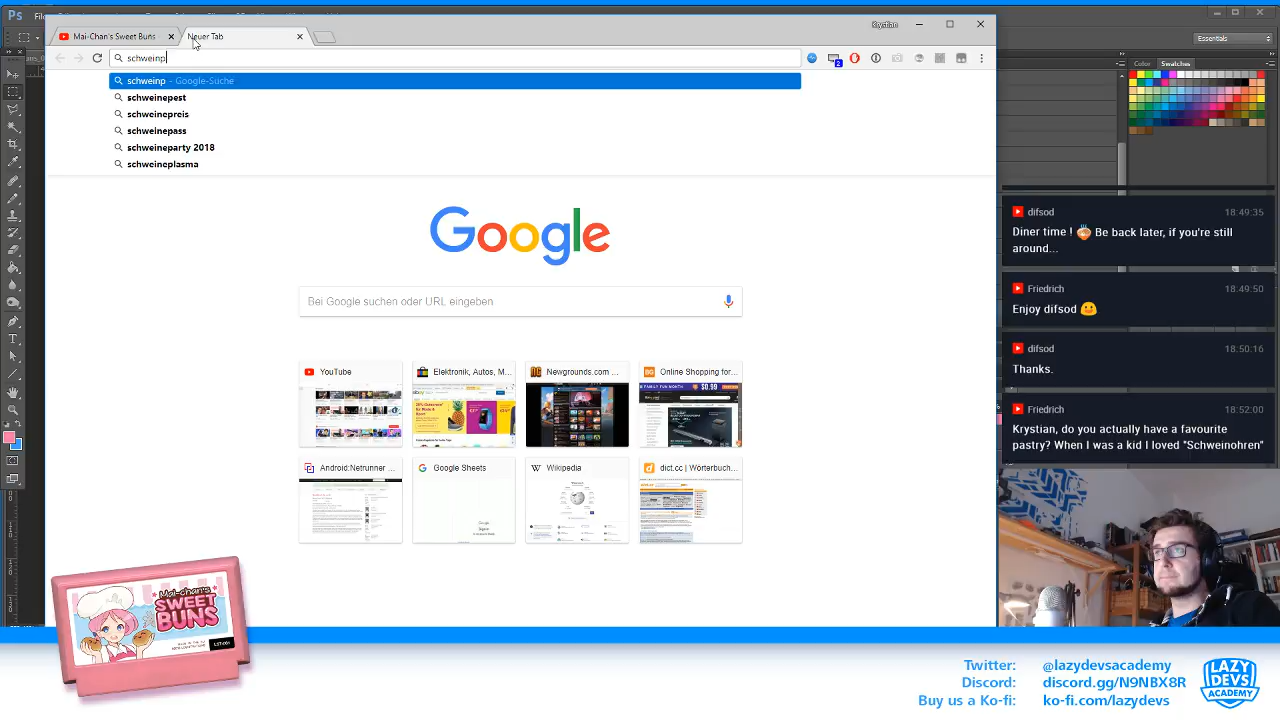 Ps
File
Krystian
Essentials
Mai-Chan's Sweet Buns
Neuer Tab
schweinp
schweinp - Google-Suche
schweinepest
schweinepreis
schweinepass
schweineparty 2018
schweineplasma
2
Color
Swatches
Google
Bei Google suchen oder URL eingeben
YouTube
Elektronik, Autos, M...
Newgrounds.com ...
Online Shopping for...
Android:Netrunner ...
Google Sheets
Wikipedia
dict.cc | Wörterbuch...
difsod
18:49:35
Diner time ! Be back later, if you're still
around...
Friedrich
18:49:50
Enjoy difsod
difsod
18:50:16
Thanks.
Friedrich
18:52:00
Krystian, do you actually have a favourite
pastry? When I was a kid I loved "Schweinohren"
Mai-chan's
SWEET
BUNS
Twitter: @lazydevsacademy
Discord: discord.gg/N9NBX8R
Buy us a Ko-fi: ko-fi.com/lazydevs
LAZY
DEVS
ACADEMY